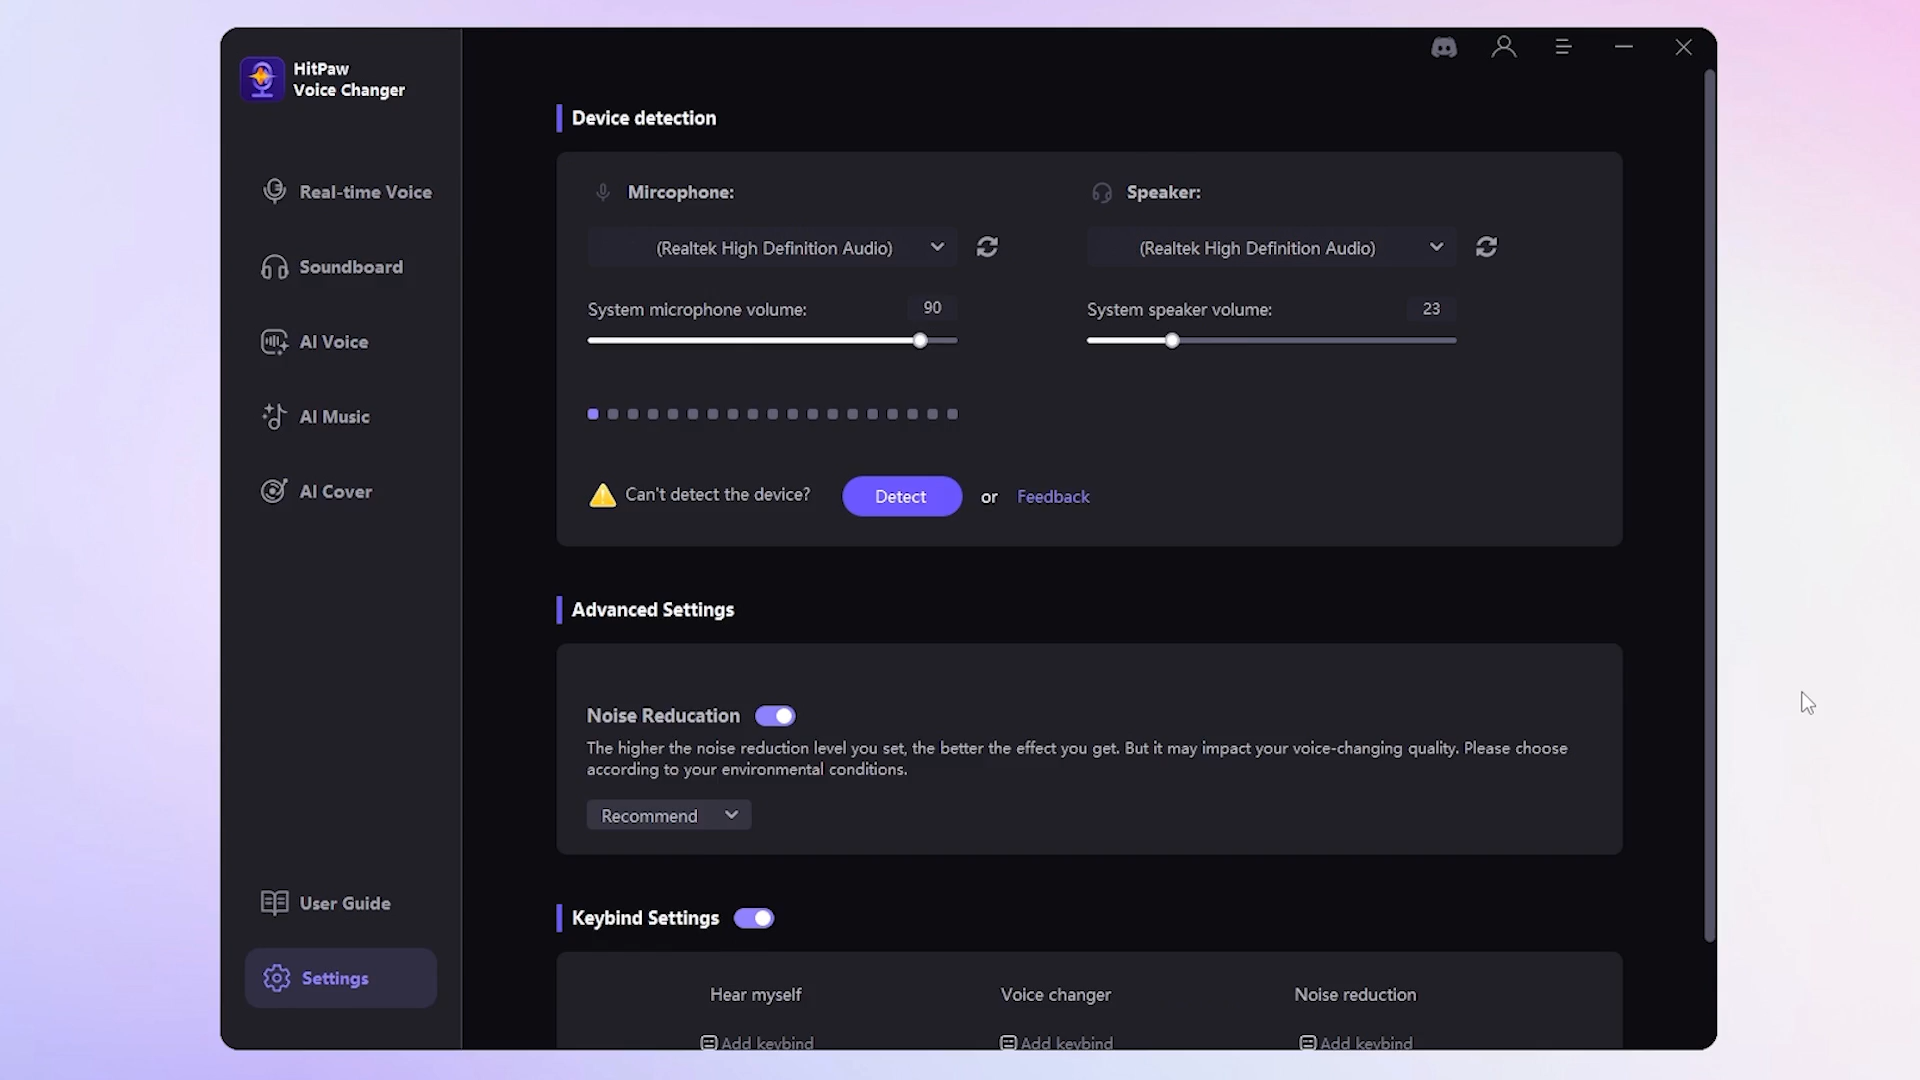 HitPaw
Voice Changer
Real-time Voice
Soundboard
AI Voice
AI Music
AI Cover
User Guide
Settings
Device detection
Mircophone:
Speaker:
(Realtek High Definition Audio)
(Realtek High Definition Audio)
System microphone volume:
90
System speaker volume:
23
Can't detect the device?
Detect
or
Feedback
Advanced Settings
Noise Reducation
The higher the noise reduction level you set, the better the effect you get. But it may impact your voice-changing quality. Please choose
according to your environmental conditions.
Recommend
Keybind Settings
Hear myself
Voice changer
Noise reduction
Add keybind
Add keybind
Add keybind